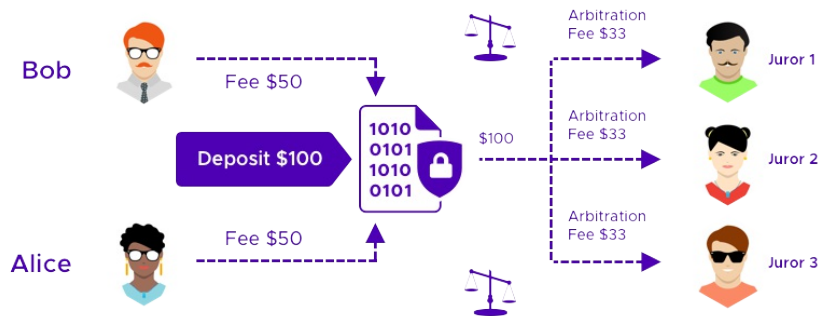 Bob
Fee $50
Deposit $100
Alice
Fee $50
1010
0101
1010
0101
$100
Arbitration
Fee $33
Juror 1
Arbitration
Fee $33
Juror 2
Arbitration
Fee $33
Juror 3